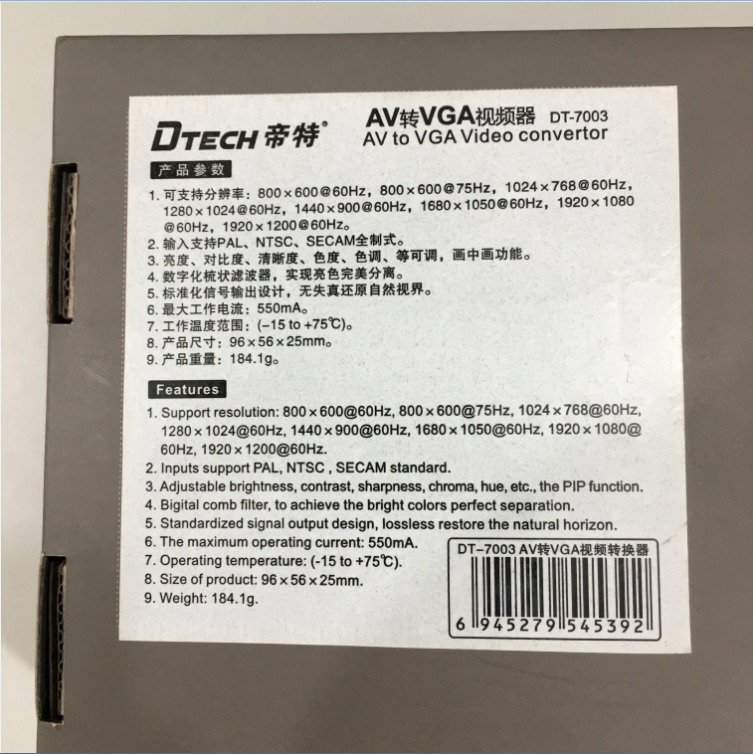 DTECH 帝特®
AV转VGA视频器 DT-7003
AV to VGA Video convertor
产品参数
1. 可支持分辨率：800×600@60Hz，800×600@75Hz，1024×768@60Hz，
1280×1024@60Hz，1440×900@60Hz，1680×1050@60Hz，1920×1080
@60Hz，1920×1200@60Hz。
2. 输入支持PAL、NTSC、SECAM全制式。
3. 亮度、对比度、清晰度、色度、色调、等可调，画中画功能。
4. 数字化梳状滤波器，实现亮色完美分离。
5. 标准化信号输出设计，无失真还原自然视界。
6. 最大工作电流：550mA。
7. 工作温度范围：(-15 to +75℃)。
8. 产品尺寸：96×56×25mm。
9. 产品重量：184.1g。
Features
1. Support resolution: 800×600@60Hz, 800×600@75Hz, 1024×768@60Hz,
1280×1024@60Hz, 1440×900@60Hz, 1680×1050@60Hz, 1920×1080@
60Hz, 1920×1200@60Hz.
2. Inputs support PAL, NTSC , SECAM standard.
3. Adjustable brightness, contrast, sharpness, chroma, hue, etc., the PIP function.
4. Bigital comb filter, to achieve the bright colors perfect separation.
5. Standardized signal output design, lossless restore the natural horizon.
6. The maximum operating current: 550mA.
7. Operating temperature: (-15 to +75℃).
8. Size of product: 96×56×25mm.
9. Weight: 184.1g.
DT-7003 AV转VGA视频转换器
6 945279 545392